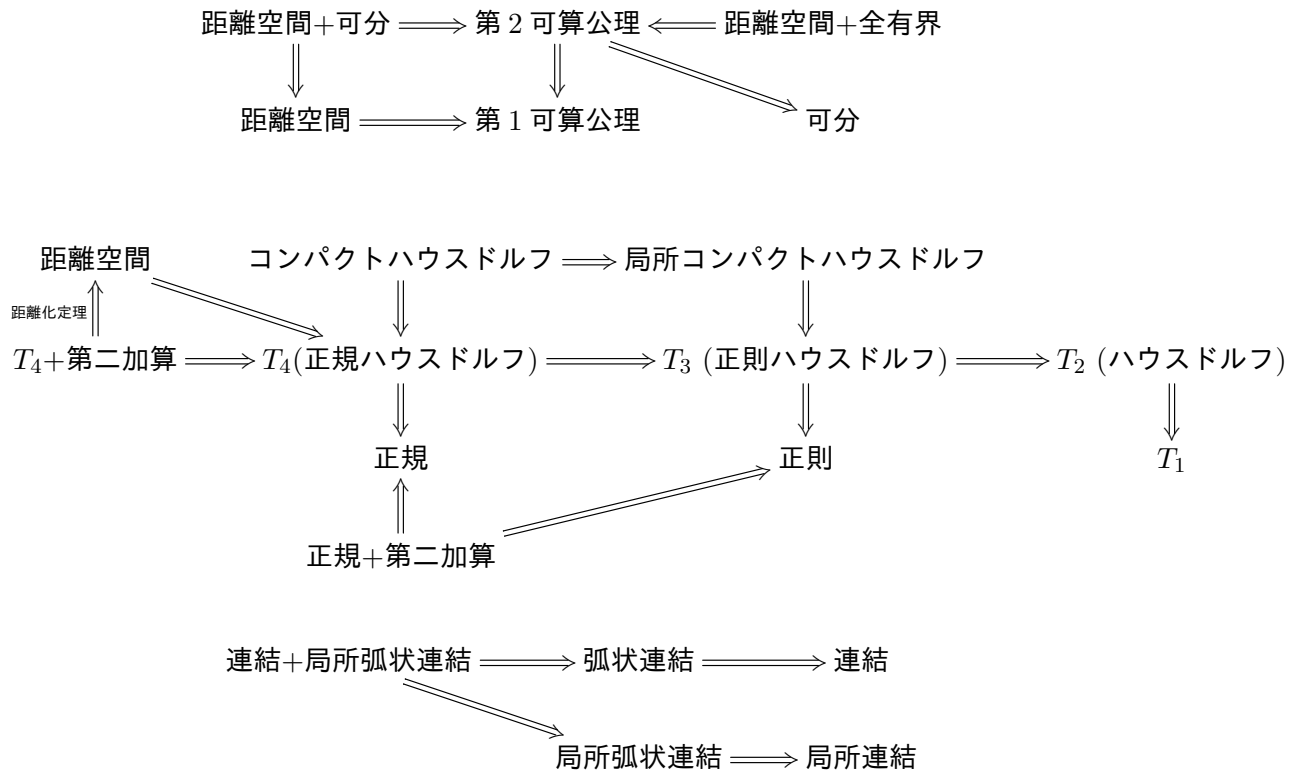 距離空間+可分 ⟹ 第 2 可算公理 ⟸ 距離空間+全有界
距離空間 ⟹ 第 1 可算公理 可分
距離空間 コンパクトハウスドルフ ⟹ 局所コンパクトハウスドルフ
距離化定理
T₄+第二加算 ⟹ T₄(正規ハウスドルフ) ⟹ T₃ (正則ハウスドルフ) ⟹ T₂ (ハウスドルフ)
正規 正則 T₁
正規+第二加算
連結+局所弧状連結 ⟹ 弧状連結 ⟹ 連結
局所弧状連結 ⟹ 局所連結